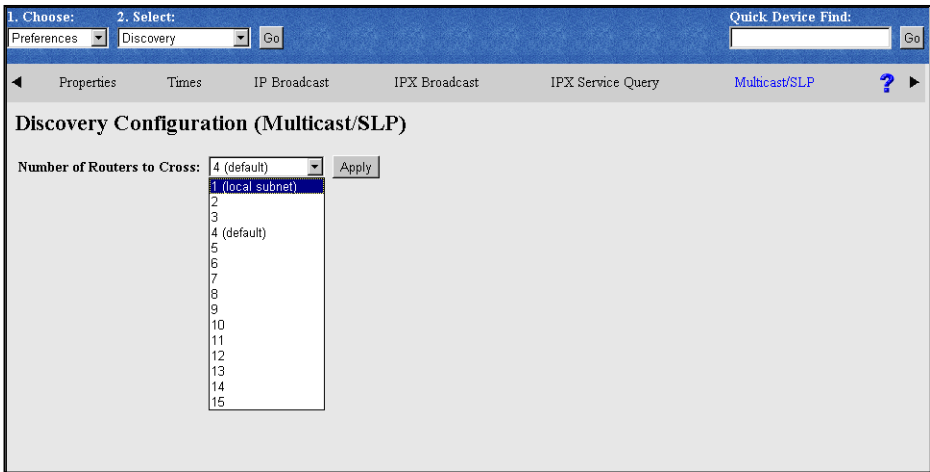 1. Choose: 2. Select: Quick Device Find:
Preferences Discovery Go Go
Properties Times IP Broadcast IPX Broadcast IPX Service Query Multicast/SLP ?
Discovery Configuration (Multicast/SLP)
Number of Routers to Cross: 4 (default) Apply
1 (local subnet)
2
3
4 (default)
5
6
7
8
9
10
11
12
13
14
15